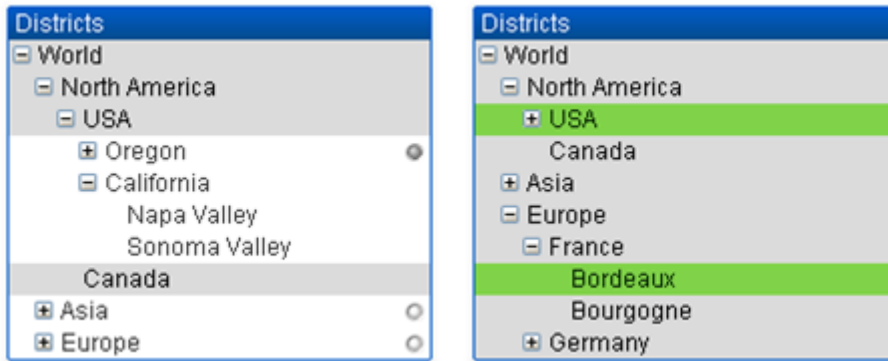 Districts
World
North America
USA
Oregon
California
Napa Valley
Sonoma Valley
Canada
Asia
Europe
Districts
World
North America
USA
Canada
Asia
Europe
France
Bordeaux
Bourgogne
Germany